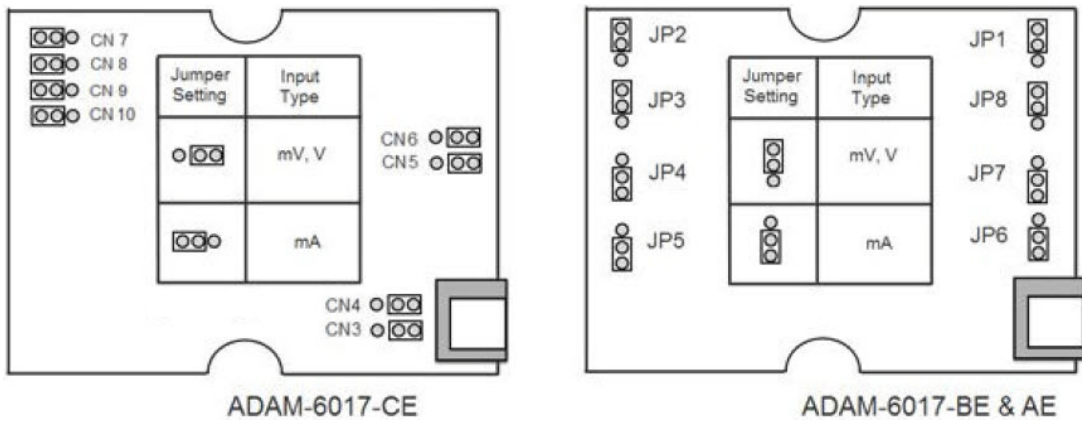 CN 7
CN 8
CN 9
CN 10
Jumper
Setting
Input
Type
mV, V
mA
CN6
CN5
CN4
CN3
ADAM-6017-CE
JP2
JP3
JP4
JP5
Jumper
Setting
Input
Type
mV, V
mA
JP1
JP8
JP7
JP6
ADAM-6017-BE & AE